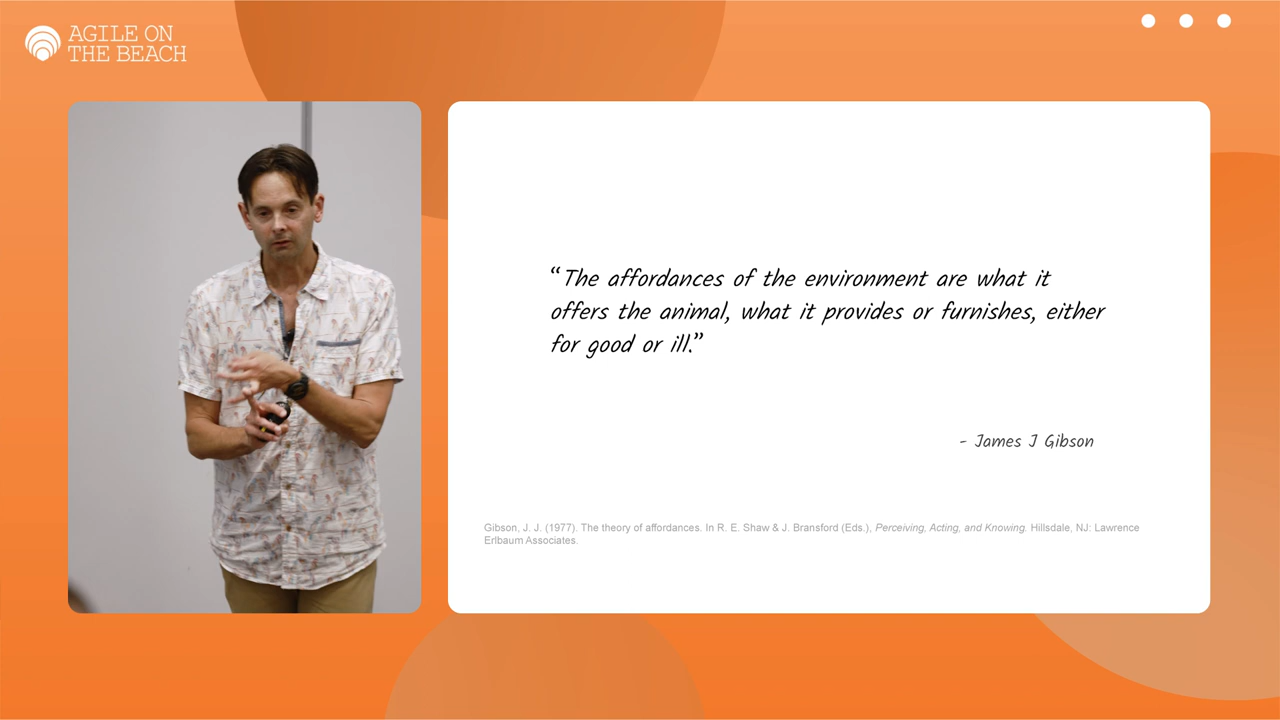 AGILE ON
THE BEACH
“The affordances of the environment are what it
offers the animal, what it provides or furnishes, either
for good or ill.”
- James J Gibson
Gibson, J. J. (1977). The theory of affordances. In R. E. Shaw & J. Bransford (Eds.), Perceiving, Acting, and Knowing. Hillsdale, NJ: Lawrence
Erlbaum Associates.